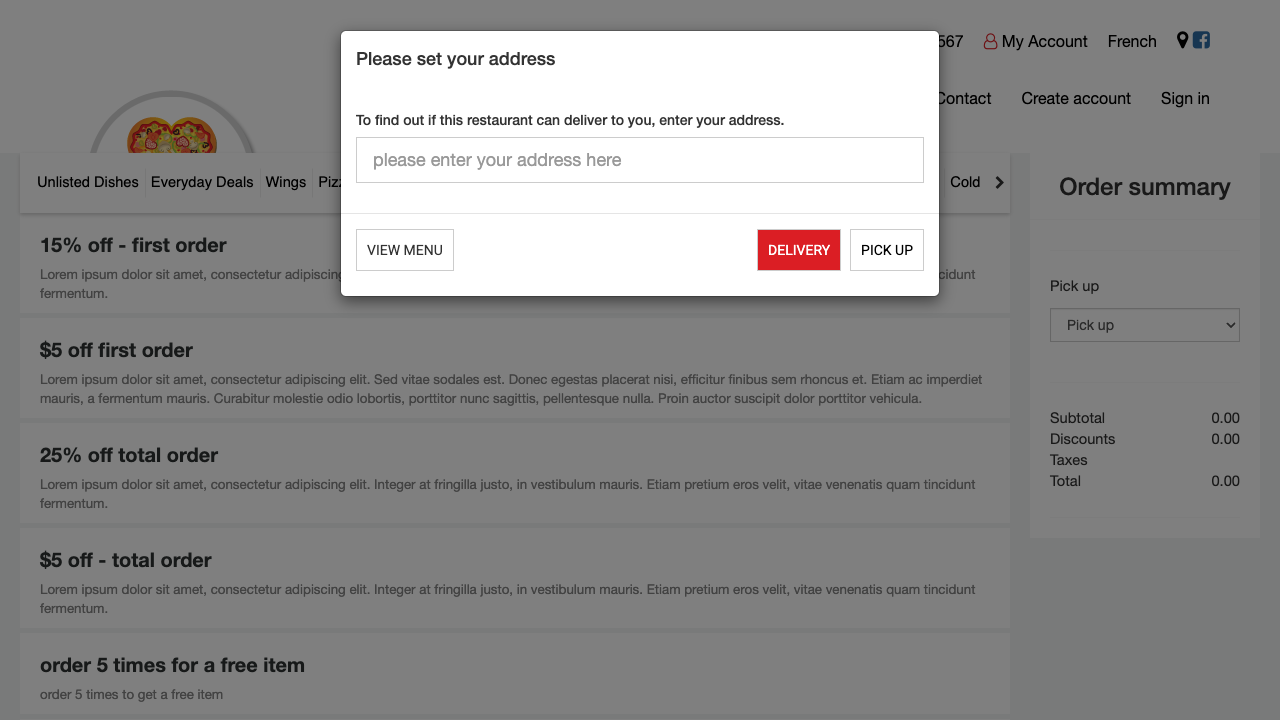 567 My Account French
Contact Create account Sign in
Please set your address
To find out if this restaurant can deliver to you, enter your address.
please enter your address here
VIEW MENU DELIVERY PICK UP
Unlisted Dishes Everyday Deals Wings Cold
15% off - first order
Lorem ipsum dolor sit amet, consectetur adipiscing
fermentum.
$5 off first order
Lorem ipsum dolor sit amet, consectetur adipiscing elit. Sed vitae sodales est. Donec egestas placerat nisi, efficitur finibus sem rhoncus et. Etiam ac imperdiet
mauris, a fermentum mauris. Curabitur molestie odio lobortis, porttitor nunc sagittis, pellentesque nulla. Proin auctor suscipit dolor porttitor vehicula.
25% off total order
Lorem ipsum dolor sit amet, consectetur adipiscing elit. Integer at fringilla justo, in vestibulum mauris. Etiam pretium eros velit, vitae venenatis quam tincidunt
fermentum.
$5 off - total order
Lorem ipsum dolor sit amet, consectetur adipiscing elit. Integer at fringilla justo, in vestibulum mauris. Etiam pretium eros velit, vitae venenatis quam tincidunt
fermentum.
order 5 times for a free item
order 5 times to get a free item
Order summary
Pick up
Pick up
Subtotal 0.00
Discounts 0.00
Taxes
Total 0.00